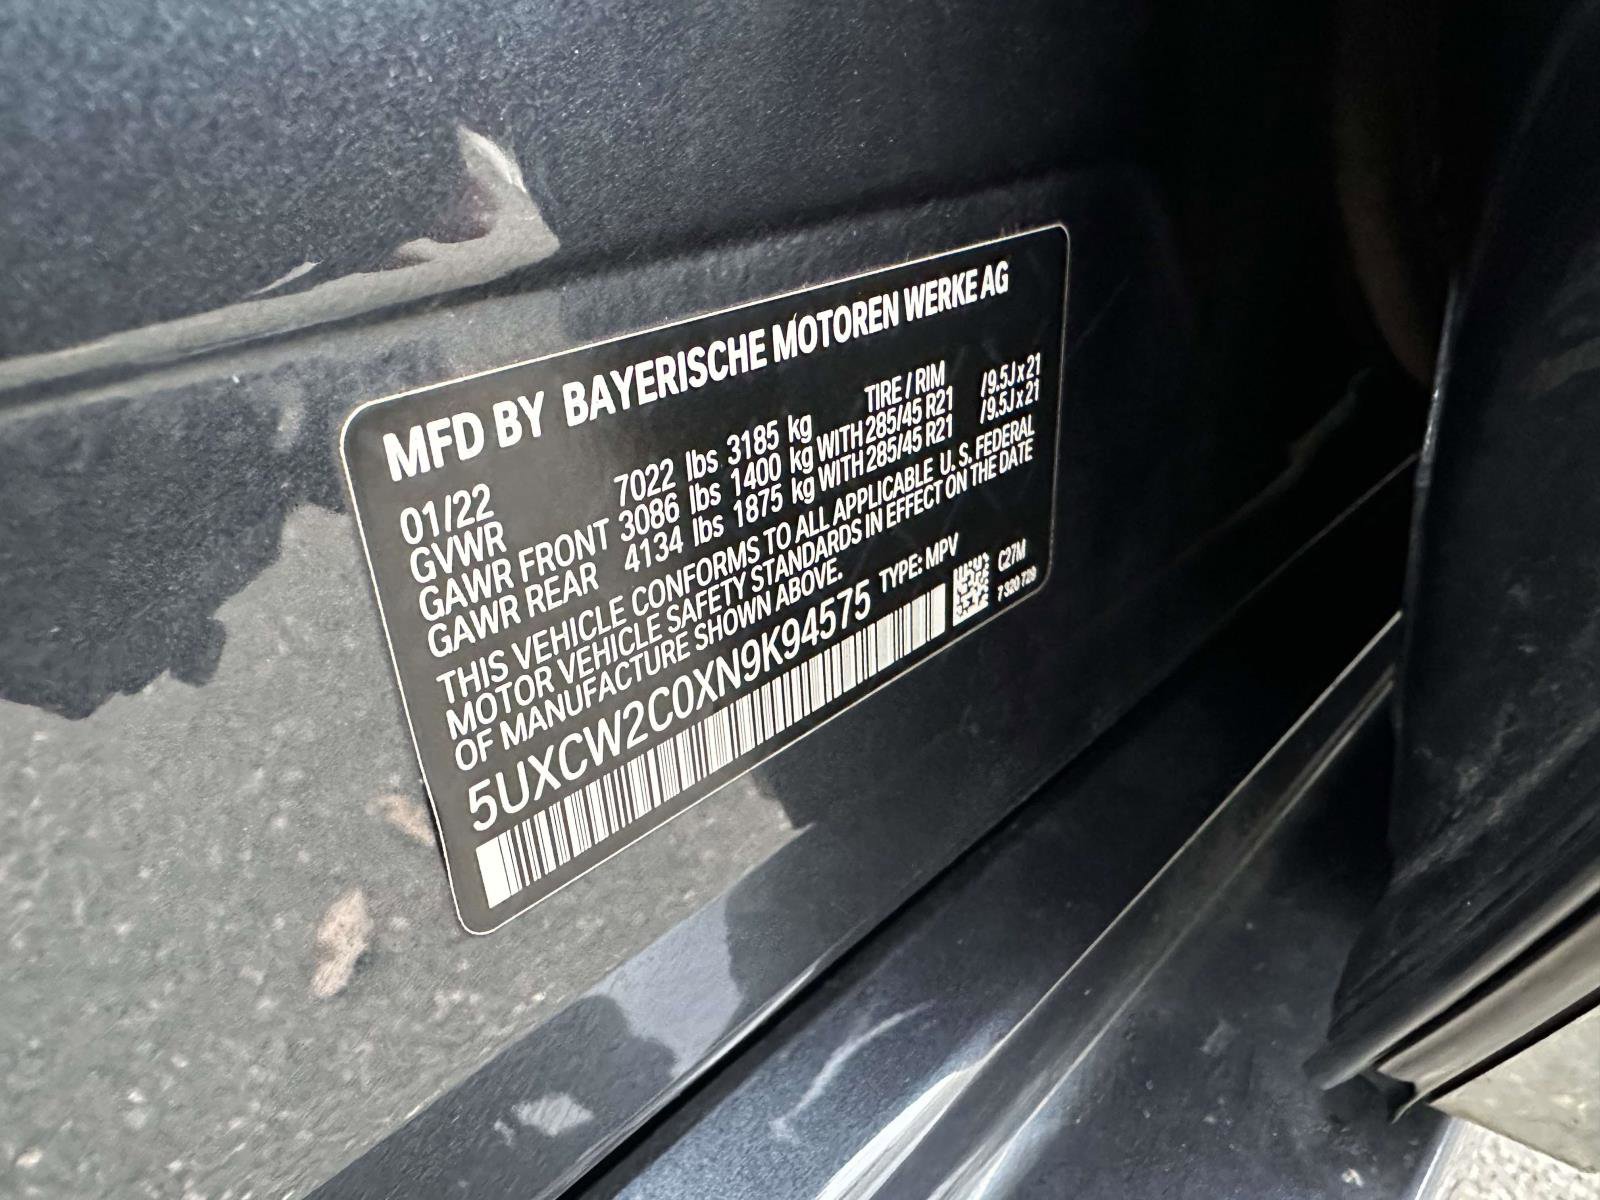 MFD BY BAYERISCHE MOTOREN WERKE AG
01/22 TIRE / RIM
GVWR 7022 lbs 3185 kg
GAWR FRONT 3086 lbs 1400 kg WITH 285/45 R21 /9.5J x 21
GAWR REAR 4134 lbs 1875 kg WITH 285/45 R21 /9.5J x 21
THIS VEHICLE CONFORMS TO ALL APPLICABLE U. S. FEDERAL
MOTOR VEHICLE SAFETY STANDARDS IN EFFECT ON THE DATE
OF MANUFACTURE SHOWN ABOVE.
5UXCW2C0XN9K94575 TYPE: MPV
C27M
7 320 729